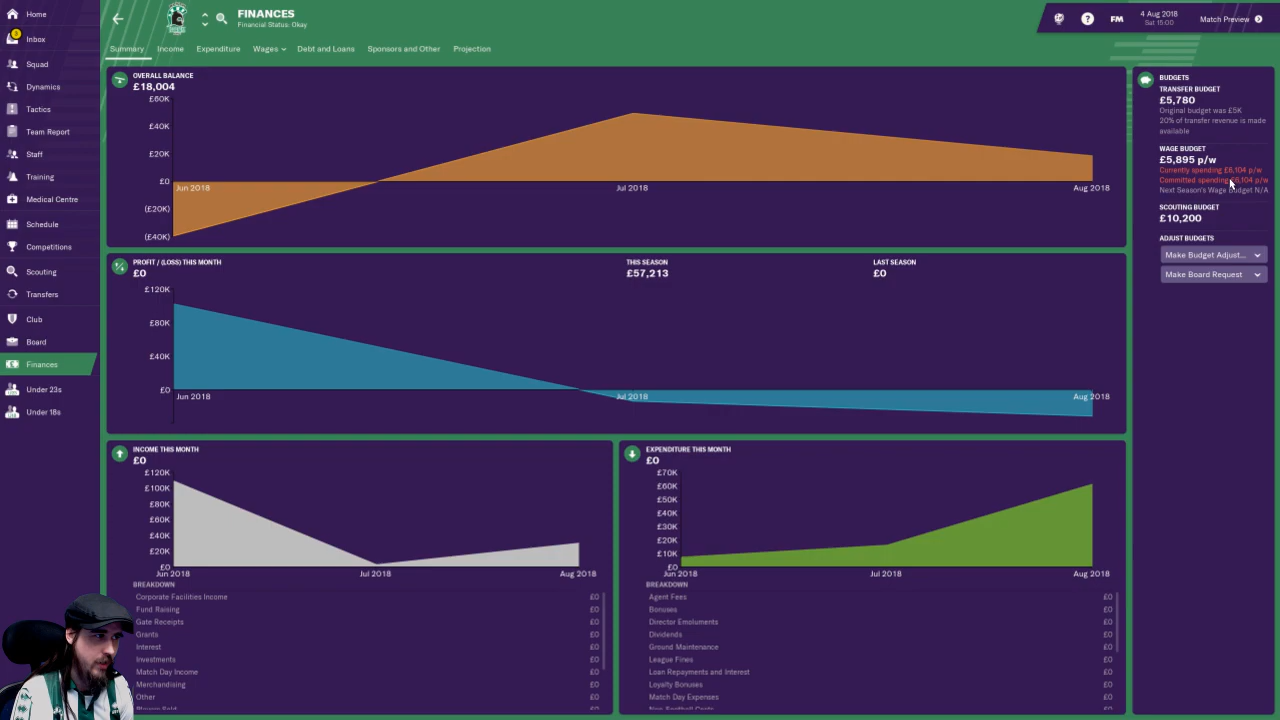 Home
Inbox
Squad
Dynamics
Tactics
Team Report
Staff
Training
Medical Centre
Schedule
Competitions
Scouting
Transfers
Club
Board
Finances
Under 23s
Under 18s
FINANCES
Financial Status: Okay
FM
4 Aug 2018
Sat 15:00
Match Preview
Summary
Income
Expenditure
Wages
Debt and Loans
Sponsors and Other
Projection
OVERALL BALANCE
£18,004
£60K
£40K
£20K
£0
(£20K)
(£40K)
Jun 2018
Jul 2018
Aug 2018
PROFIT / (LOSS) THIS MONTH
£0
THIS SEASON
£57,213
LAST SEASON
£0
£120K
£80K
£40K
£0
Jun 2018
Jul 2018
Aug 2018
INCOME THIS MONTH
£0
£120K
£100K
£80K
£60K
£40K
£20K
£0
Jun 2018
Jul 2018
Aug 2018
BREAKDOWN
Corporate Facilities Income £0
Fund Raising £0
Gate Receipts £0
Grants £0
Interest £0
Investments £0
Match Day Income £0
Merchandising £0
Other £0
EXPENDITURE THIS MONTH
£0
£70K
£60K
£50K
£40K
£30K
£20K
£10K
£0
Jun 2018
Jul 2018
Aug 2018
BREAKDOWN
Agent Fees £0
Bonuses £0
Director Emoluments £0
Dividends £0
Ground Maintenance £0
League Fines £0
Loan Repayments and Interest £0
Loyalty Bonuses £0
Match Day Expenses £0
BUDGETS
TRANSFER BUDGET
£5,780
Original budget was £5K
20% of transfer revenue is made
available
WAGE BUDGET
£5,895 p/w
Currently spending £6,104 p/w
Committed spending £6,104 p/w
Next Season's Wage Budget N/A
SCOUTING BUDGET
£10,200
ADJUST BUDGETS
Make Budget Adjust...
Make Board Request